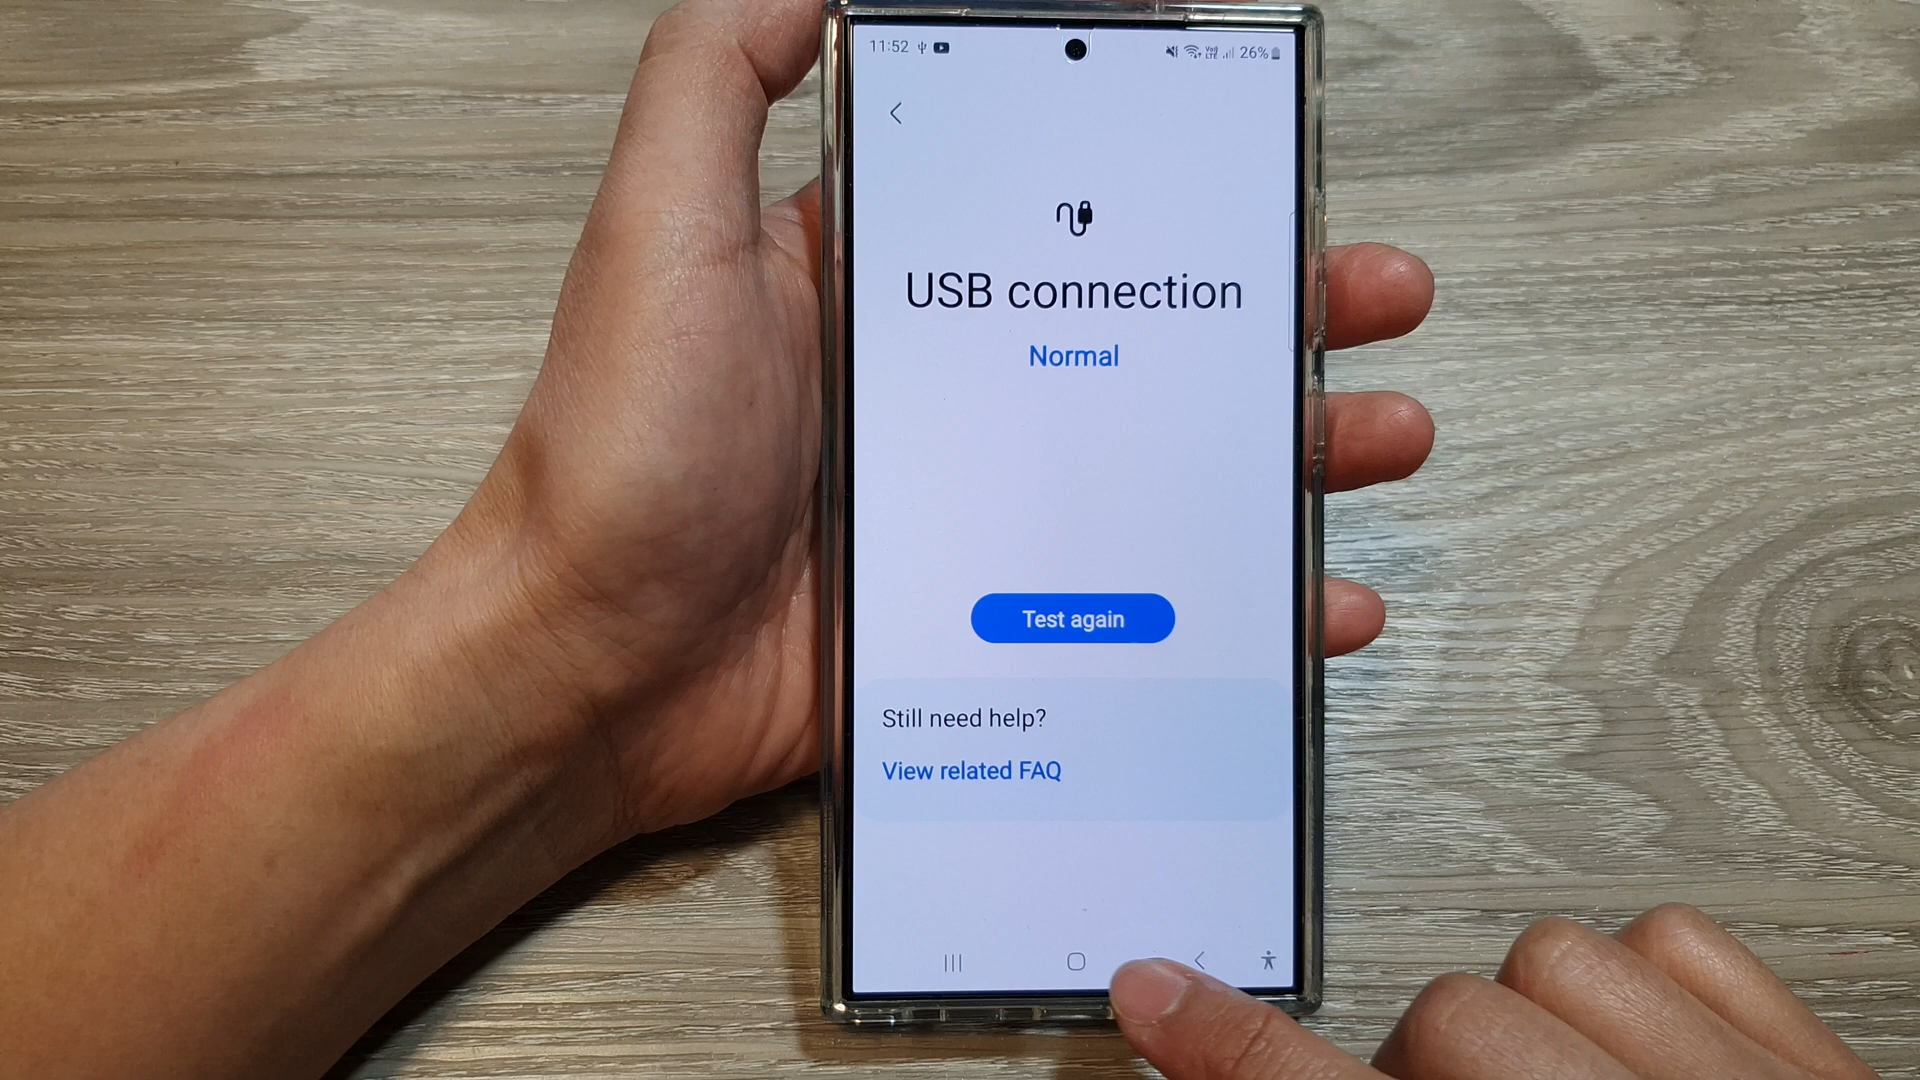 11:52 26%
USB connection
Normal
Test again
Still need help?
View related FAQ